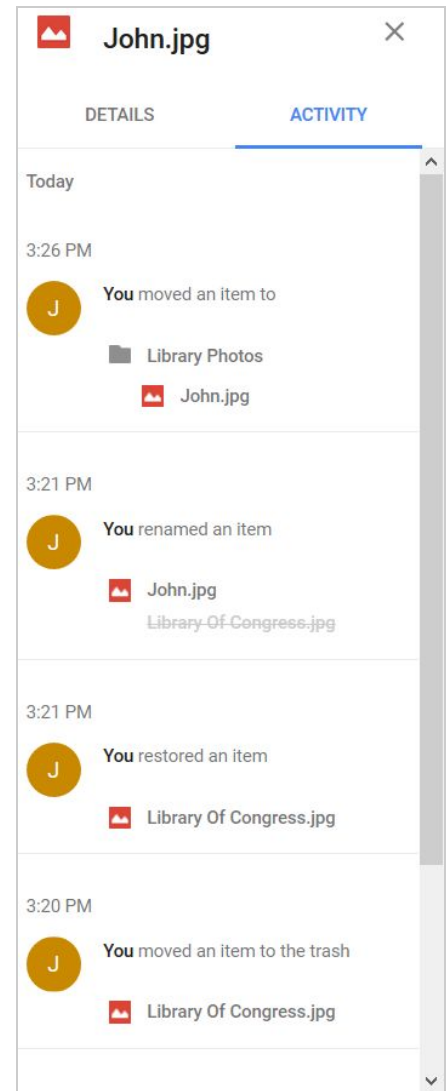 John.jpg
DETAILS ACTIVITY
Today
3:26 PM
J
You moved an item to
Library Photos
John.jpg
3:21 PM
J
You renamed an item
John.jpg
Library Of Congress.jpg
3:21 PM
J
You restored an item
Library Of Congress.jpg
3:20 PM
J
You moved an item to the trash
Library Of Congress.jpg